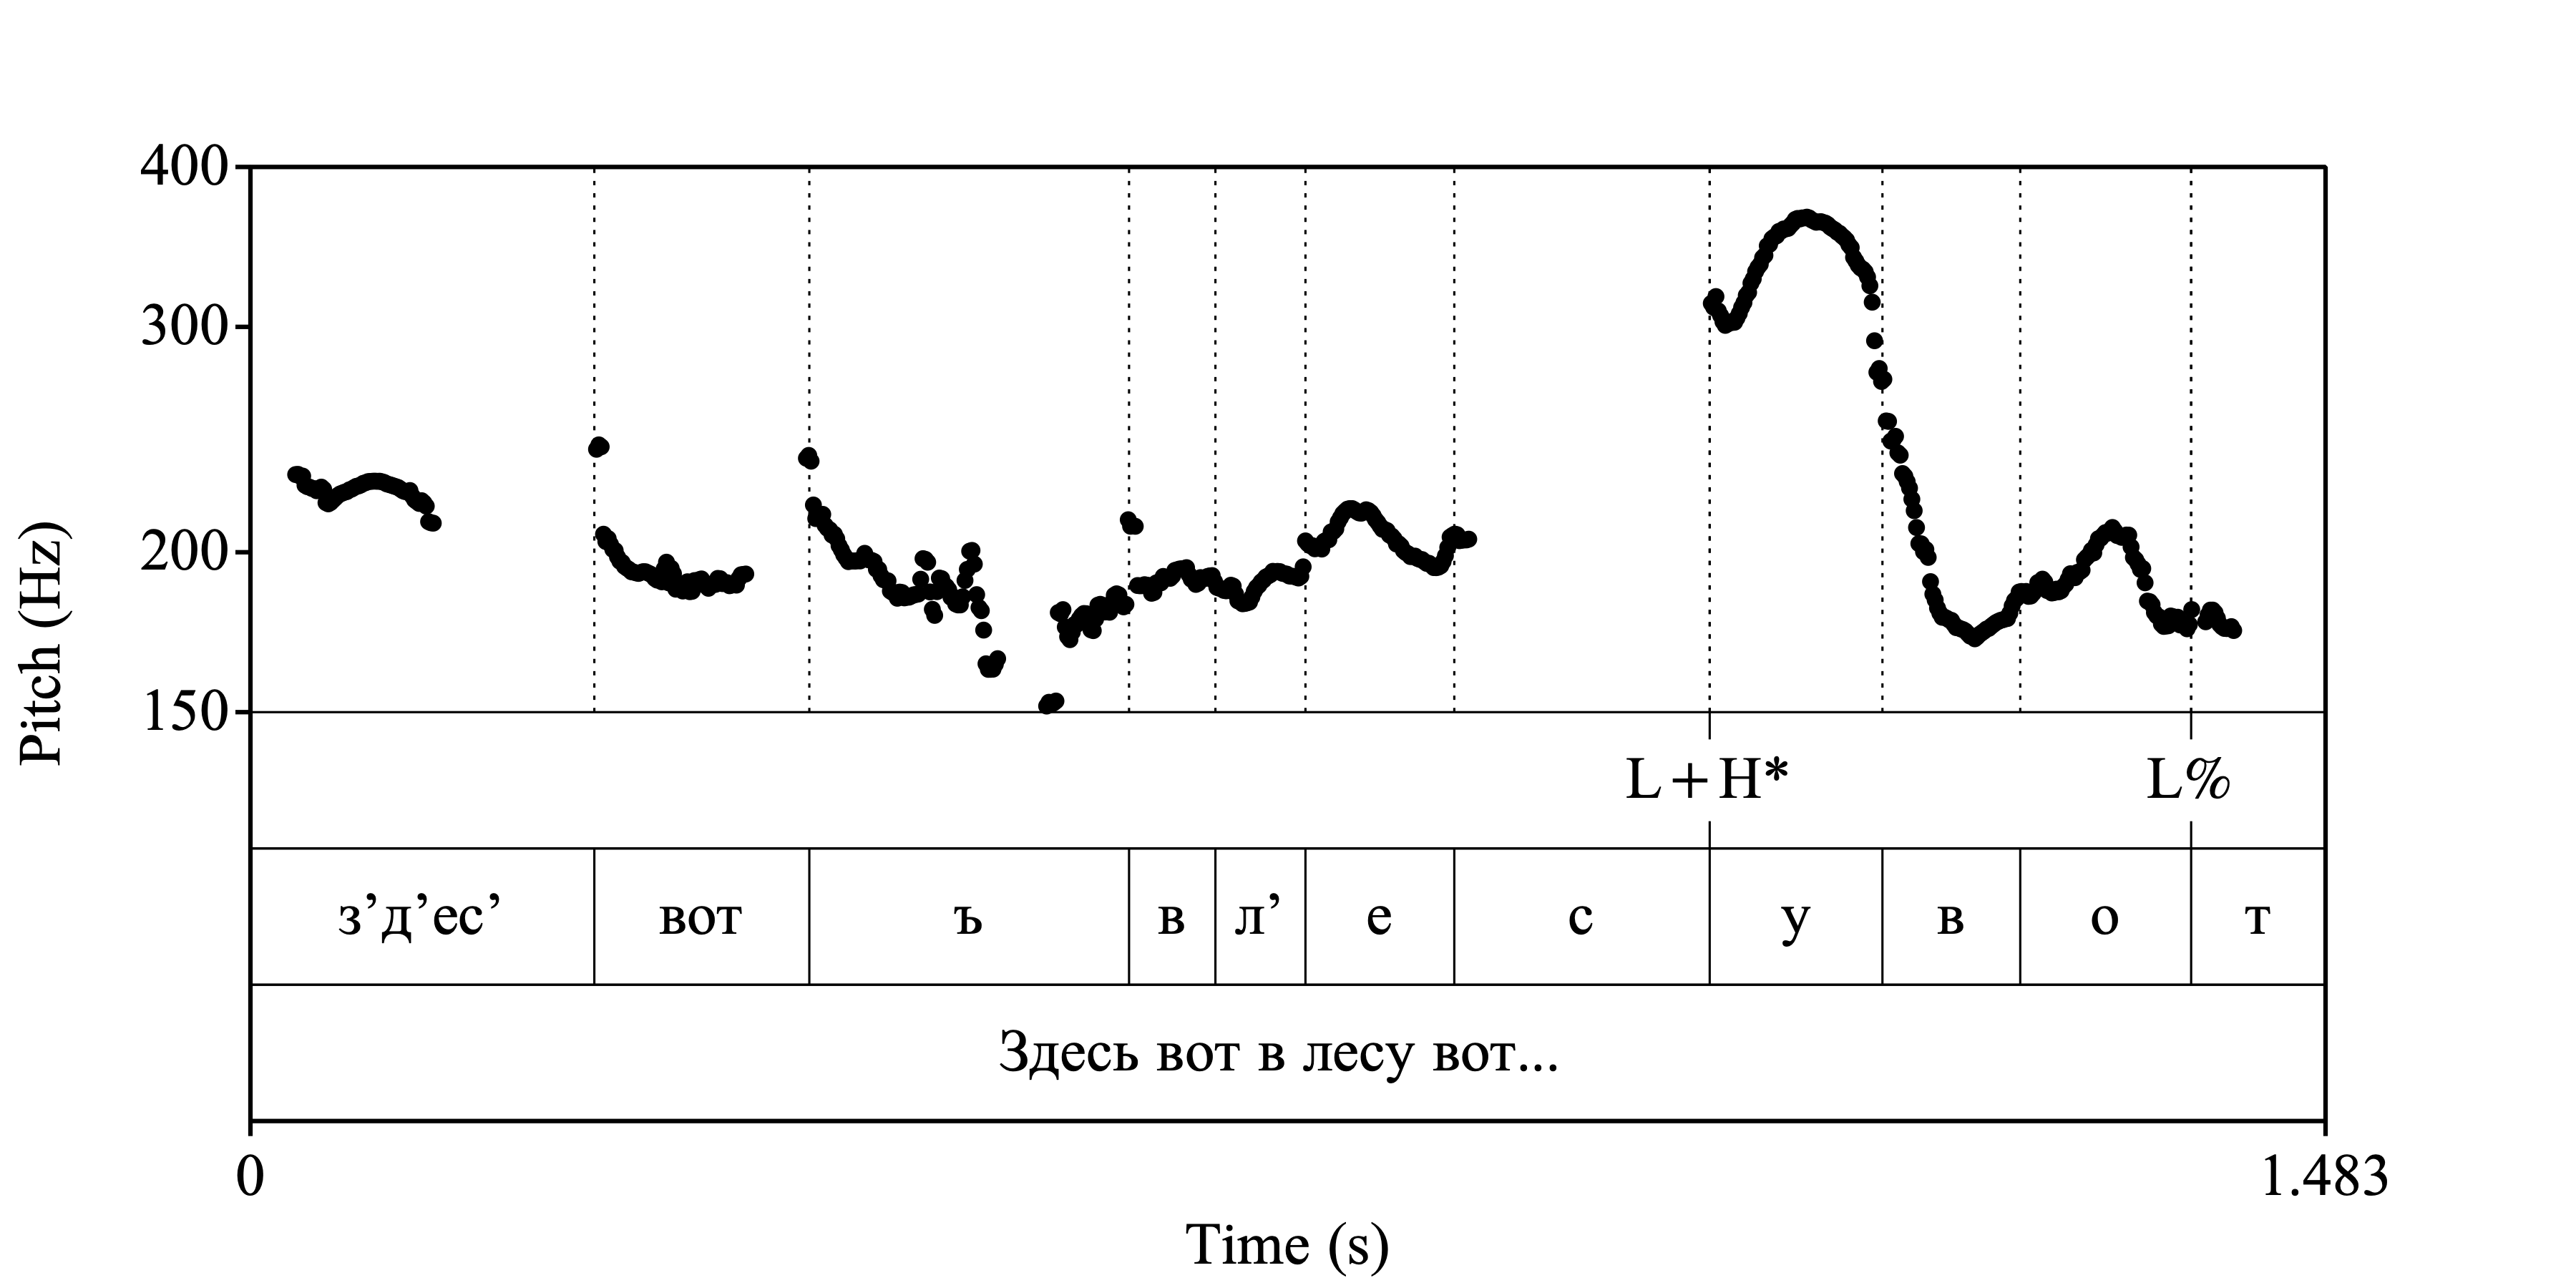 400
300
200
150
Pitch (Hz)
L+H* L%
з’д’ес’ вот ъ в л’ е с у в о т
Здесь вот в лесу вот...
0 1.483
Time (s)